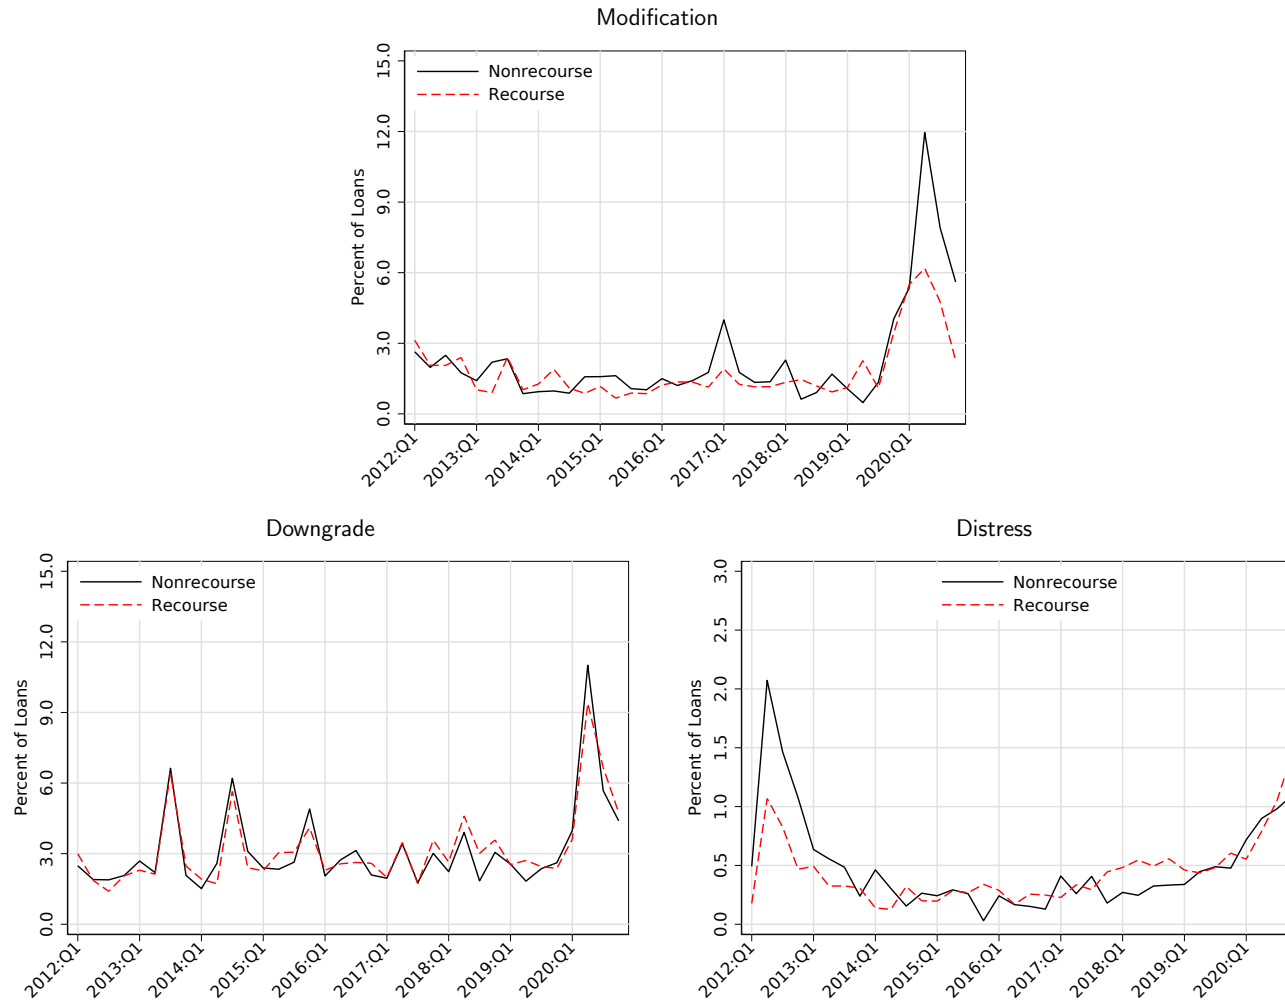 Modification
Nonrecourse
Recourse
Percent of Loans
15.0
12.0
9.0
6.0
3.0
0.0
2012:Q1
2013:Q1
2014:Q1
2015:Q1
2016:Q1
2017:Q1
2018:Q1
2019:Q1
2020:Q1
Downgrade
Nonrecourse
Recourse
Percent of Loans
15.0
12.0
9.0
6.0
3.0
0.0
2012:Q1
2013:Q1
2014:Q1
2015:Q1
2016:Q1
2017:Q1
2018:Q1
2019:Q1
2020:Q1
Distress
Nonrecourse
Recourse
Percent of Loans
3.0
2.5
2.0
1.5
1.0
0.5
0.0
2012:Q1
2013:Q1
2014:Q1
2015:Q1
2016:Q1
2017:Q1
2018:Q1
2019:Q1
2020:Q1